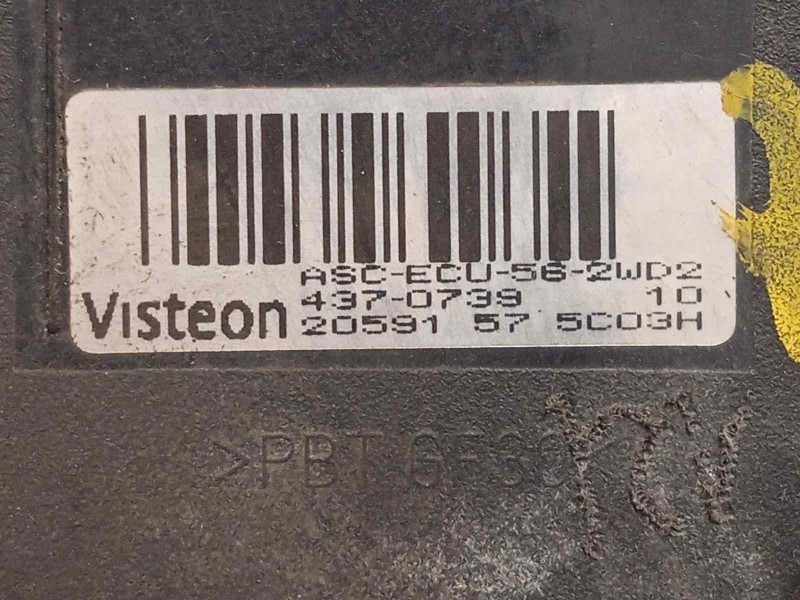 ASC-ECU-56-2WD2
Visteon
437-0739 10
20591 57 5C03H
>PBT GF30<